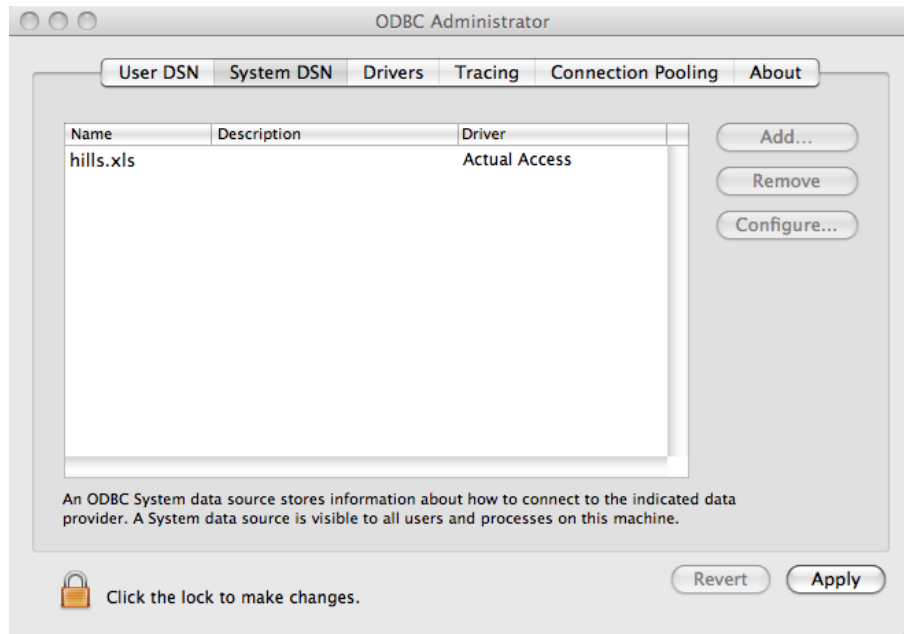 ODBC Administrator
User DSN System DSN Drivers Tracing Connection Pooling About
Name Description Driver
hills.xls Actual Access
Add...
Remove
Configure...
An ODBC System data source stores information about how to connect to the indicated data
provider. A System data source is visible to all users and processes on this machine.
Click the lock to make changes.
Revert Apply